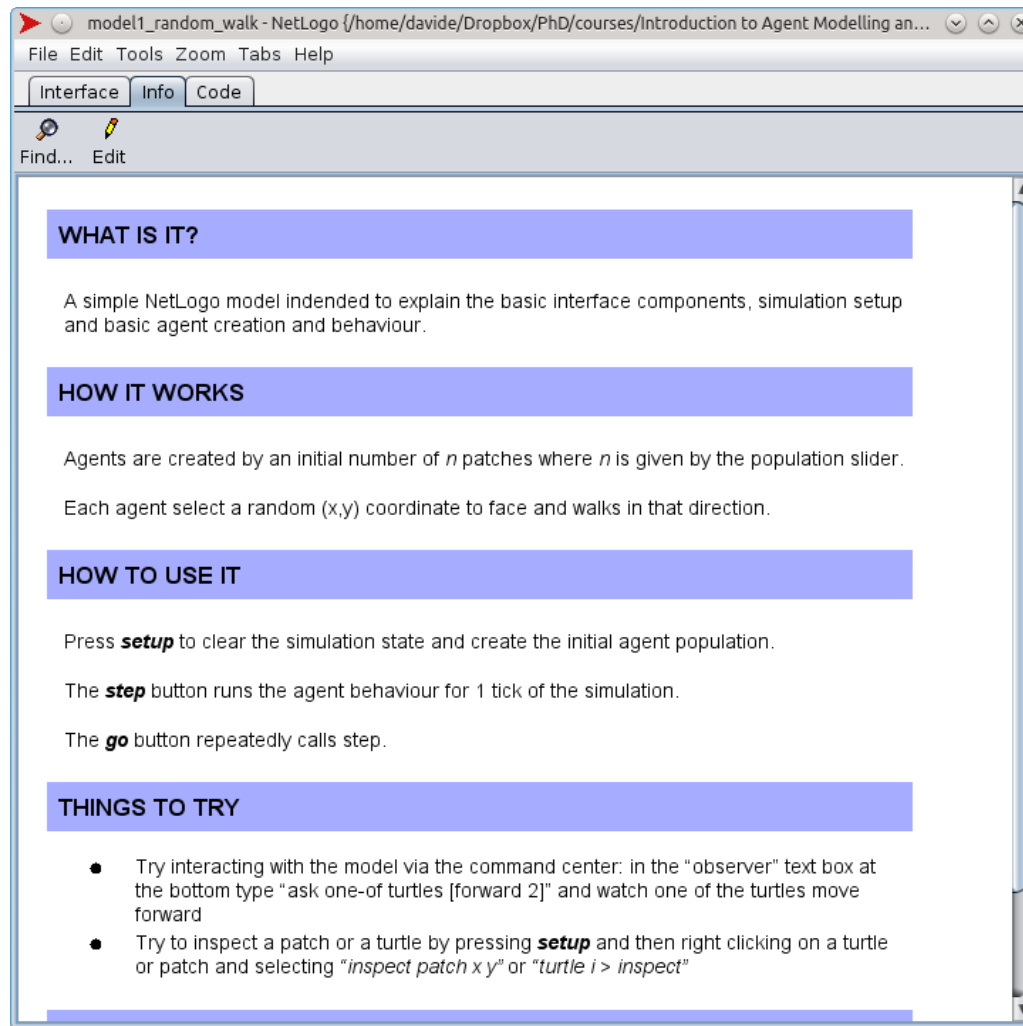 model1_random_walk - NetLogo {/home/davide/Dropbox/PhD/courses/Introduction to Agent Modelling an...
File Edit Tools Zoom Tabs Help
Interface Info Code
Find... Edit
WHAT IS IT?
A simple NetLogo model indended to explain the basic interface components, simulation setup
and basic agent creation and behaviour.
HOW IT WORKS
Agents are created by an initial number of n patches where n is given by the population slider.
Each agent select a random (x,y) coordinate to face and walks in that direction.
HOW TO USE IT
Press setup to clear the simulation state and create the initial agent population.
The step button runs the agent behaviour for 1 tick of the simulation.
The go button repeatedly calls step.
THINGS TO TRY
● Try interacting with the model via the command center: in the “observer” text box at
the bottom type “ask one-of turtles [forward 2]” and watch one of the turtles move
forward
● Try to inspect a patch or a turtle by pressing setup and then right clicking on a turtle
or patch and selecting “inspect patch x y” or “turtle i > inspect”